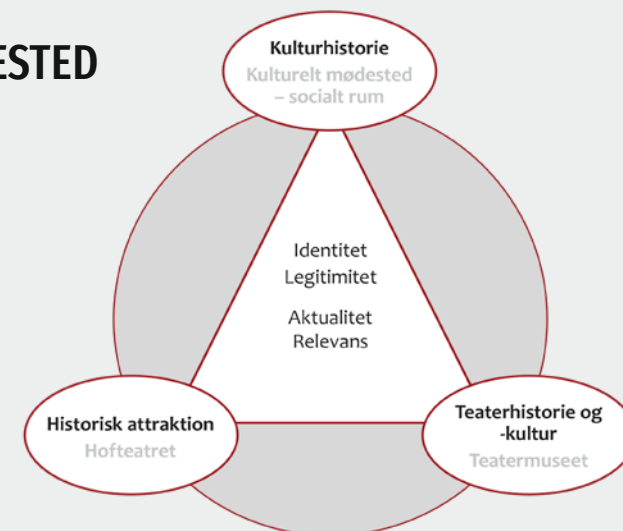 ESTED
Kulturhistorie
Kulturelt mødested
– socialt rum
Identitet
Legitimitet
Aktualitet
Relevans
Historisk attraktion
Hofteatret
Teaterhistorie og
-kultur
Teatermuseet